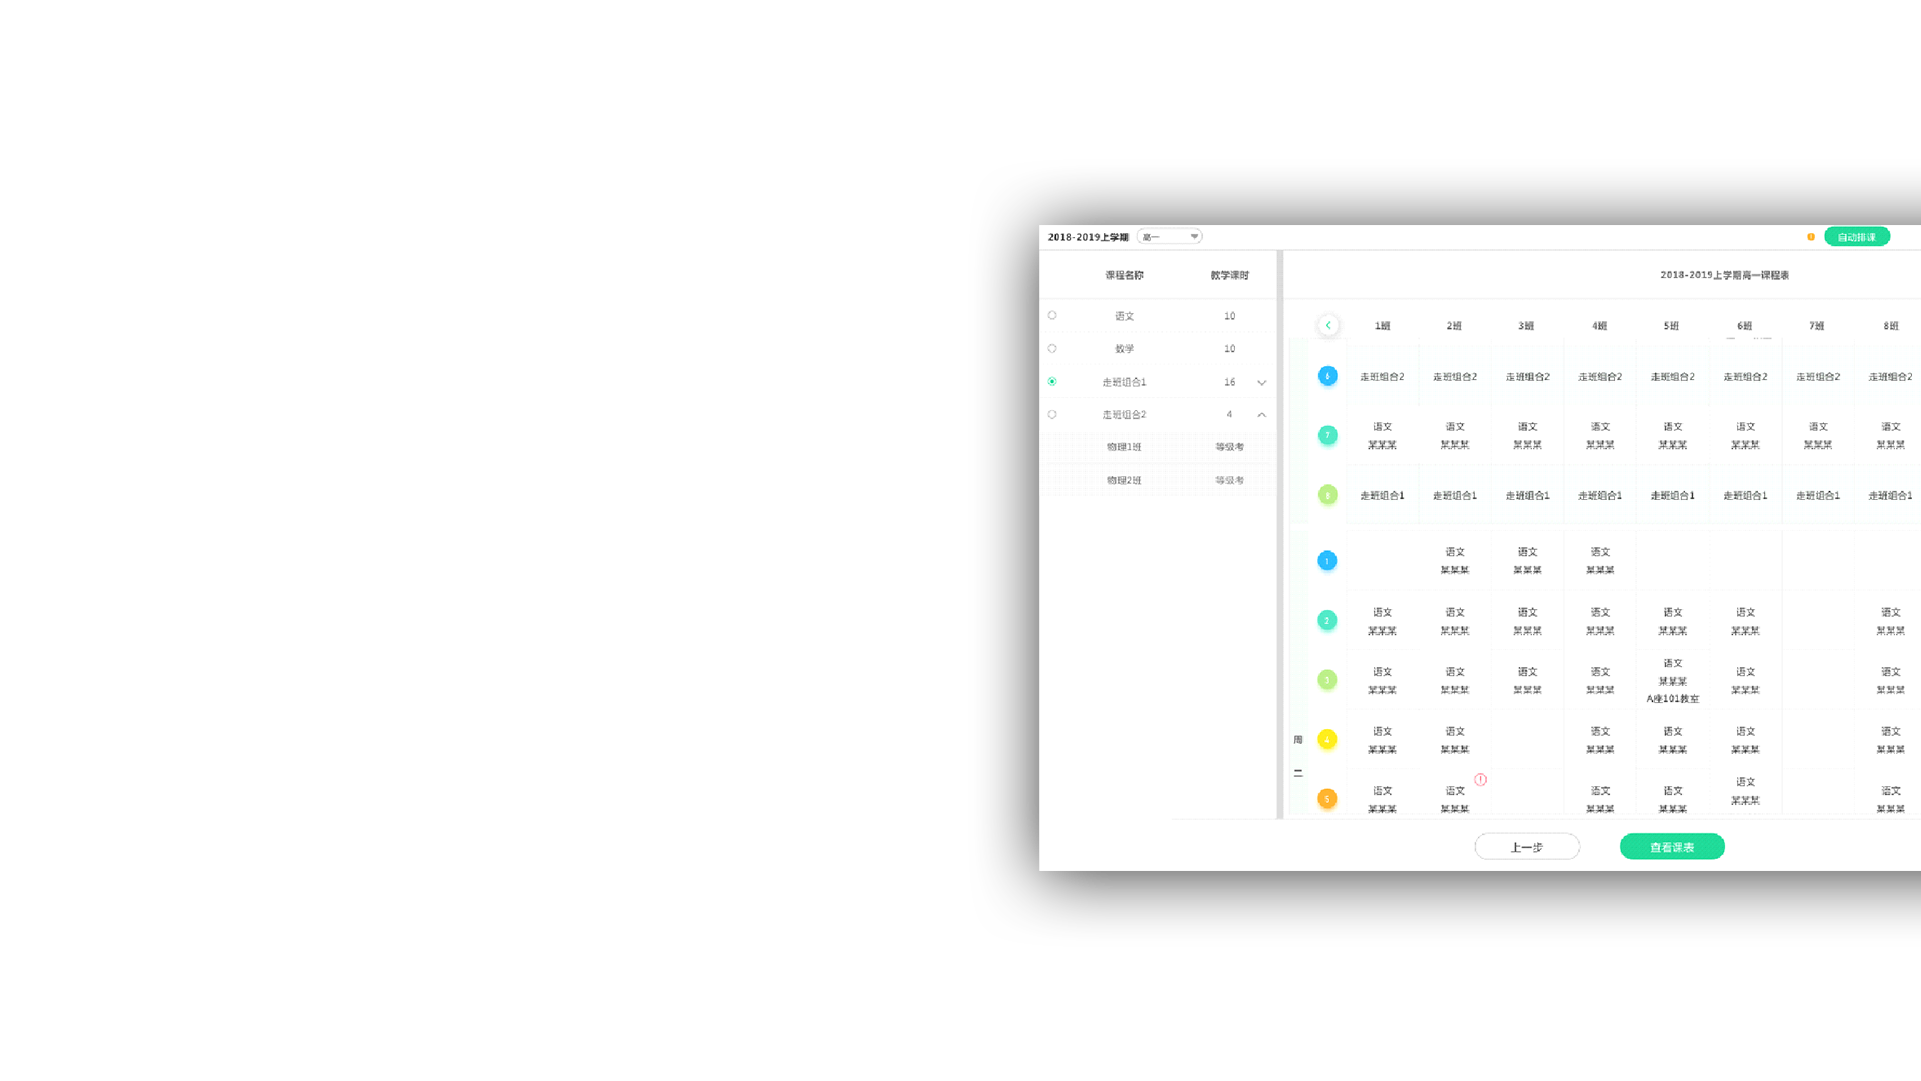 2018-2019上学期 高一 自动排课
课程名称 教学课时
语文 10
数学 10
走班组合1 16
走班组合2 4
物理1班 等级考
物理2班 等级考
2018-2019上学期高一课程表
1班 2班 3班 4班 5班 6班 7班 8班
6 走班组合2 走班组合2 走班组合2 走班组合2 走班组合2 走班组合2 走班组合2 走班组合2
7 语文 语文 语文 语文 语文 语文 语文 语文
某某某 某某某 某某某 某某某 某某某 某某某 某某某 某某某
8 走班组合1 走班组合1 走班组合1 走班组合1 走班组合1 走班组合1 走班组合1 走班组合1
周二
1 语文 语文 语文
某某某 某某某 某某某
2 语文 语文 语文 语文 语文 语文 语文
某某某 某某某 某某某 某某某 某某某 某某某 某某某
3 语文 语文 语文 语文 语文 语文 语文
某某某 某某某 某某某 某某某 某某某 某某某 某某某
A座101教室
4 语文 语文 语文 语文 语文 语文
某某某 某某某 某某某 某某某 某某某 某某某
5 语文 语文 语文 语文 语文 语文
某某某 某某某 某某某 某某某 某某某 某某某
上一步 查看课表